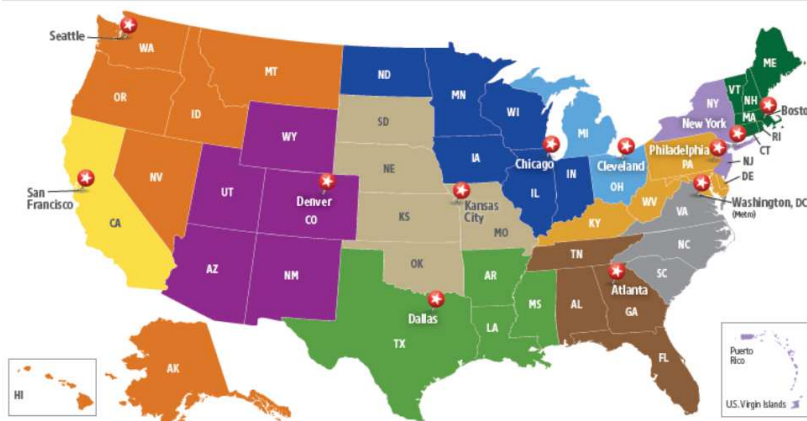 Seattle
WA
MT
ND
MN
OR
ID
SD
WI
MI
NY
VT
NH
ME
MA
Boston
New York
RI
CT
WY
NE
IA
Chicago
Cleveland
Philadelphia
PA
NJ
DE
San
Francisco
NV
UT
Denver
CO
KS
Kansas
City
MO
IL
IN
OH
WV
VA
Washington, DC
(Metro)
KY
CA
AZ
NM
OK
AR
TN
NC
SC
Dallas
TX
LA
MS
AL
Atlanta
GA
FL
AK
HI
Puerto
Rico
U.S. Virgin Islands